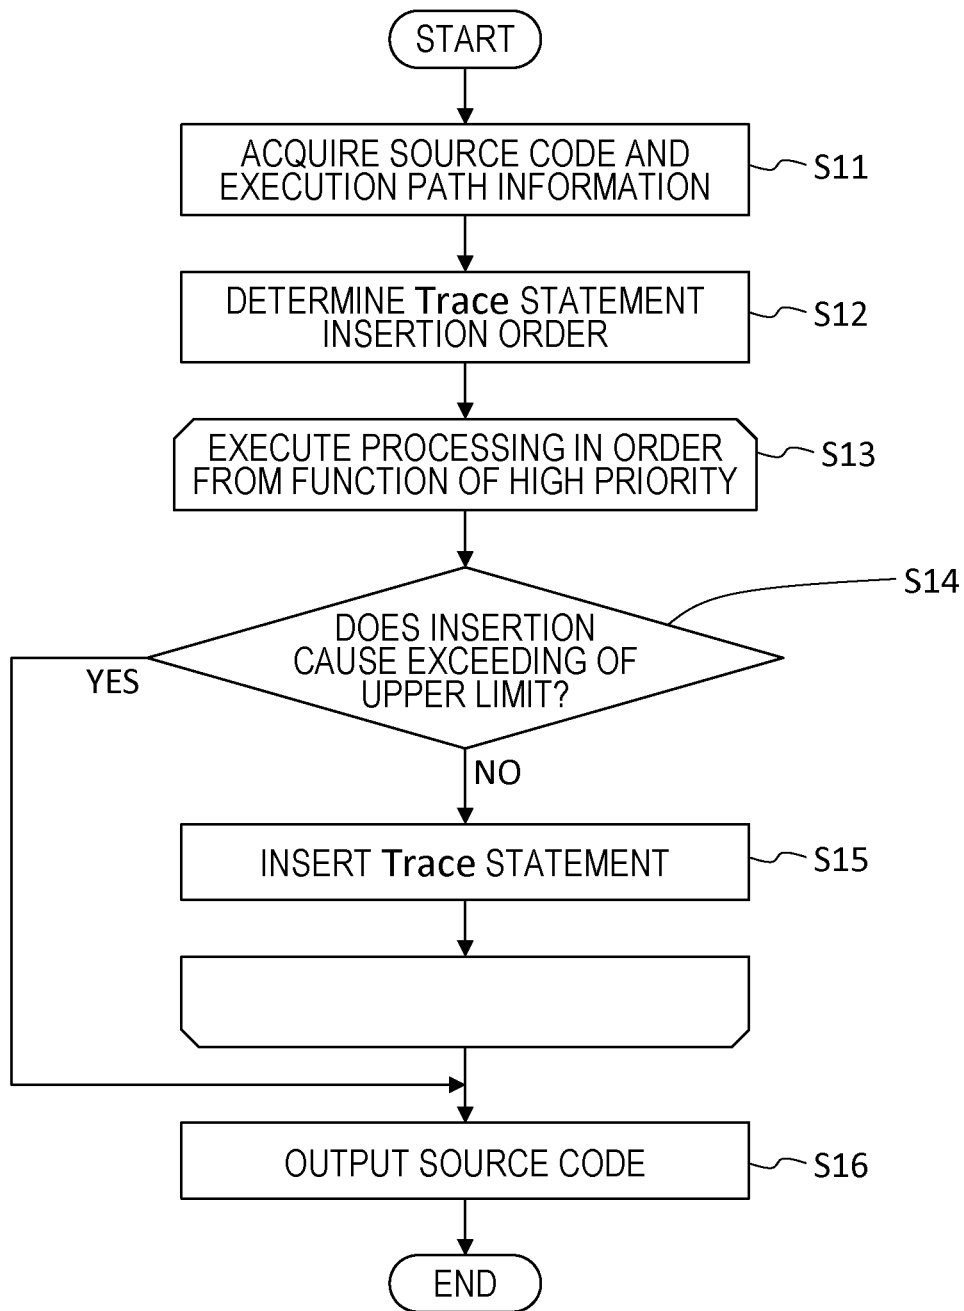 START
ACQUIRE SOURCE CODE AND
EXECUTION PATH INFORMATION
S11
DETERMINE Trace STATEMENT
INSERTION ORDER
S12
EXECUTE PROCESSING IN ORDER
FROM FUNCTION OF HIGH PRIORITY
S13
DOES INSERTION
CAUSE EXCEEDING OF
UPPER LIMIT?
S14
YES
NO
INSERT Trace STATEMENT
S15
OUTPUT SOURCE CODE
S16
END